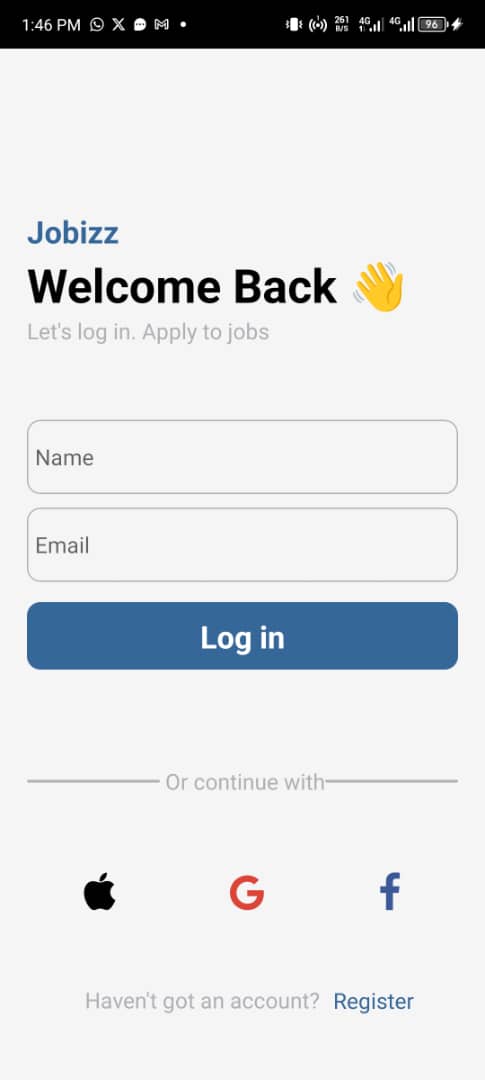 1:46 PM 261 B/S 4G 4G 96
Jobizz
Welcome Back 👋
Let's log in. Apply to jobs
Name
Email
Log in
Or continue with
Haven't got an account? Register